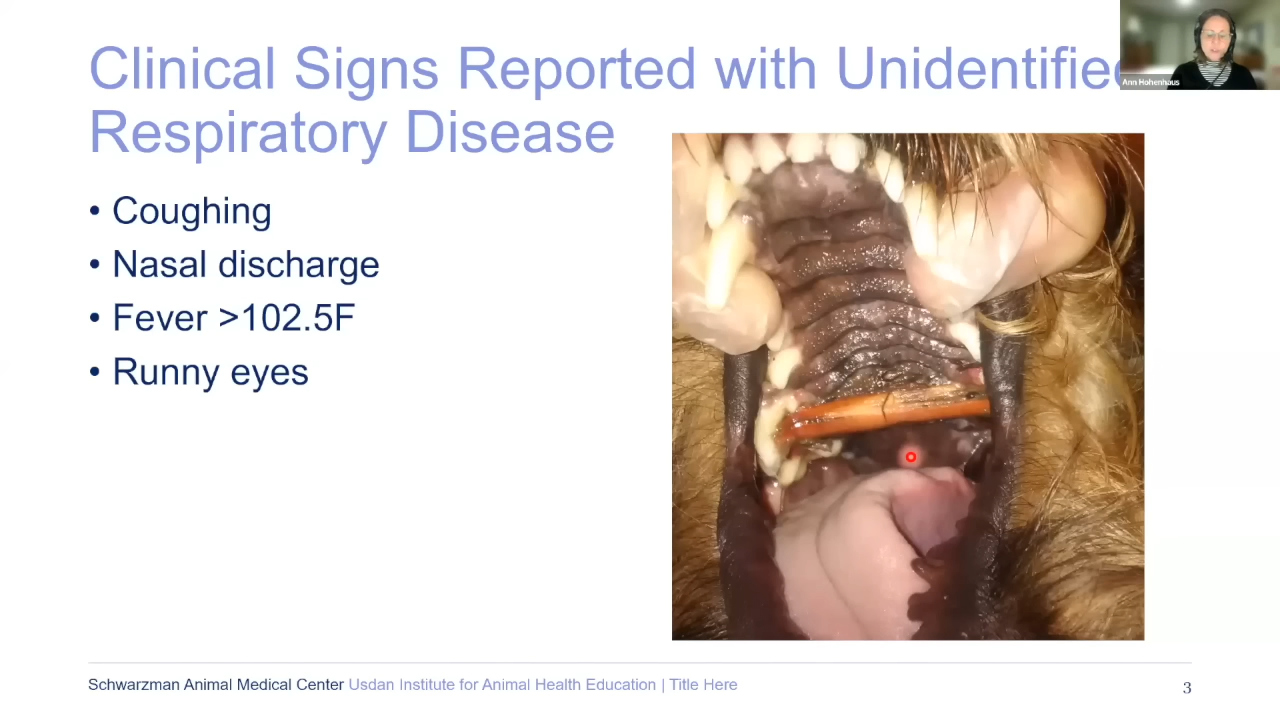 Clinical Signs Reported with Unidentified
Respiratory Disease
• Coughing
• Nasal discharge
• Fever >102.5F
• Runny eyes
Ann Hohenhaus
Schwarzman Animal Medical Center Usdan Institute for Animal Health Education | Title Here
3